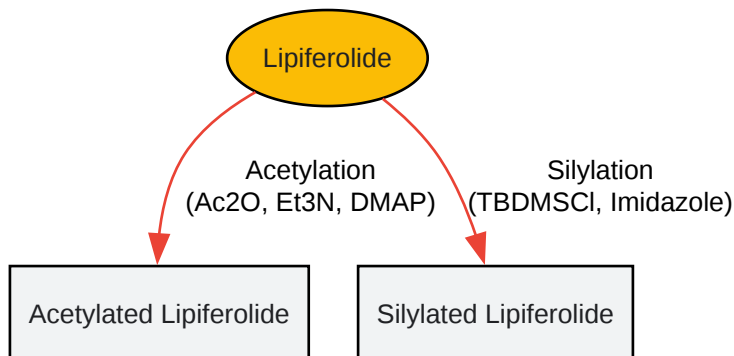 Lipiferolide
Acetylation
(Ac2O, Et3N, DMAP)
Silylation
(TBDMSCl, Imidazole)
Acetylated Lipiferolide
Silylated Lipiferolide